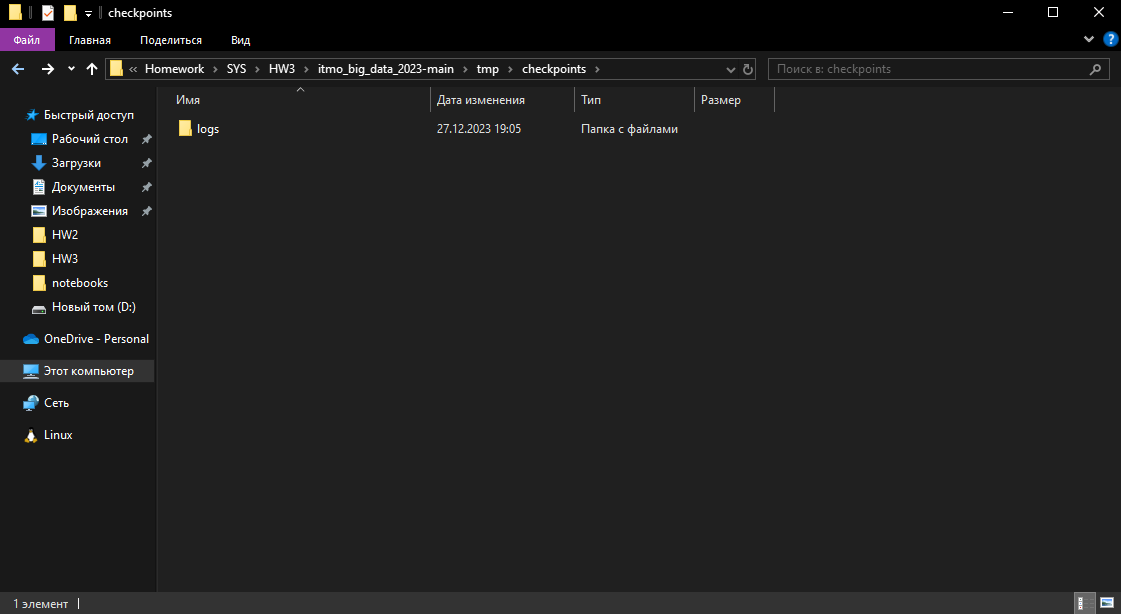 checkpoints
Файл Главная Поделиться Вид
?
« Homework › SYS › HW3 › itmo_big_data_2023-main › tmp › checkpoints ›
Поиск в: checkpoints
Имя Дата изменения Тип Размер
logs 27.12.2023 19:05 Папка с файлами
Быстрый доступ
Рабочий стол
Загрузки
Документы
Изображения
HW2
HW3
notebooks
Новый том (D:)
OneDrive - Personal
Этот компьютер
Сеть
Linux
1 элемент